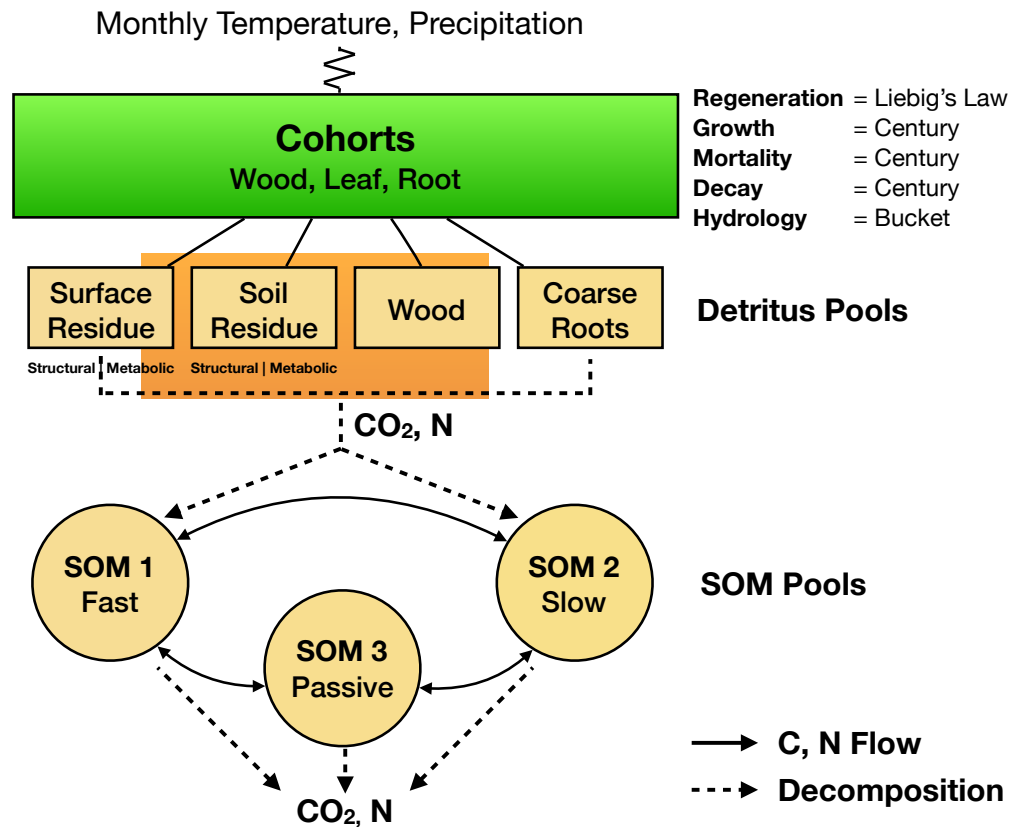 Monthly Temperature, Precipitation
Cohorts
Wood, Leaf, Root
Regeneration = Liebig's Law
Growth = Century
Mortality = Century
Decay = Century
Hydrology = Bucket
Surface
Residue
Soil
Residue
Wood
Coarse
Roots
Detritus Pools
Structural | Metabolic
Structural | Metabolic
CO₂, N
SOM 1
Fast
SOM 2
Slow
SOM 3
Passive
SOM Pools
CO₂, N
C, N Flow
Decomposition